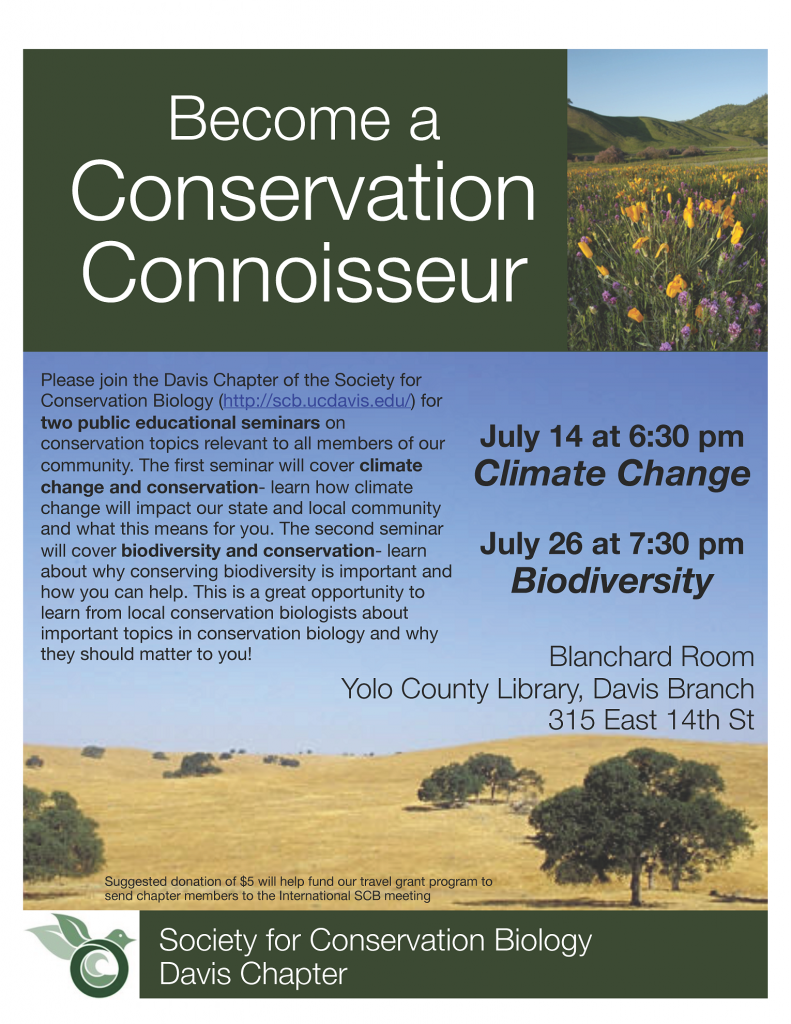 Become a
Conservation
Connoisseur
Please join the Davis Chapter of the Society for
Conservation Biology (http://scb.ucdavis.edu/) for
two public educational seminars on
conservation topics relevant to all members of our
community. The first seminar will cover climate
change and conservation- learn how climate
change will impact our state and local community
and what this means for you. The second seminar
will cover biodiversity and conservation- learn
about why conserving biodiversity is important and
how you can help. This is a great opportunity to
learn from local conservation biologists about
important topics in conservation biology and why
they should matter to you!
July 14 at 6:30 pm
Climate Change
July 26 at 7:30 pm
Biodiversity
Blanchard Room
Yolo County Library, Davis Branch
315 East 14th St
Suggested donation of $5 will help fund our travel grant program to
send chapter members to the International SCB meeting
Society for Conservation Biology
Davis Chapter